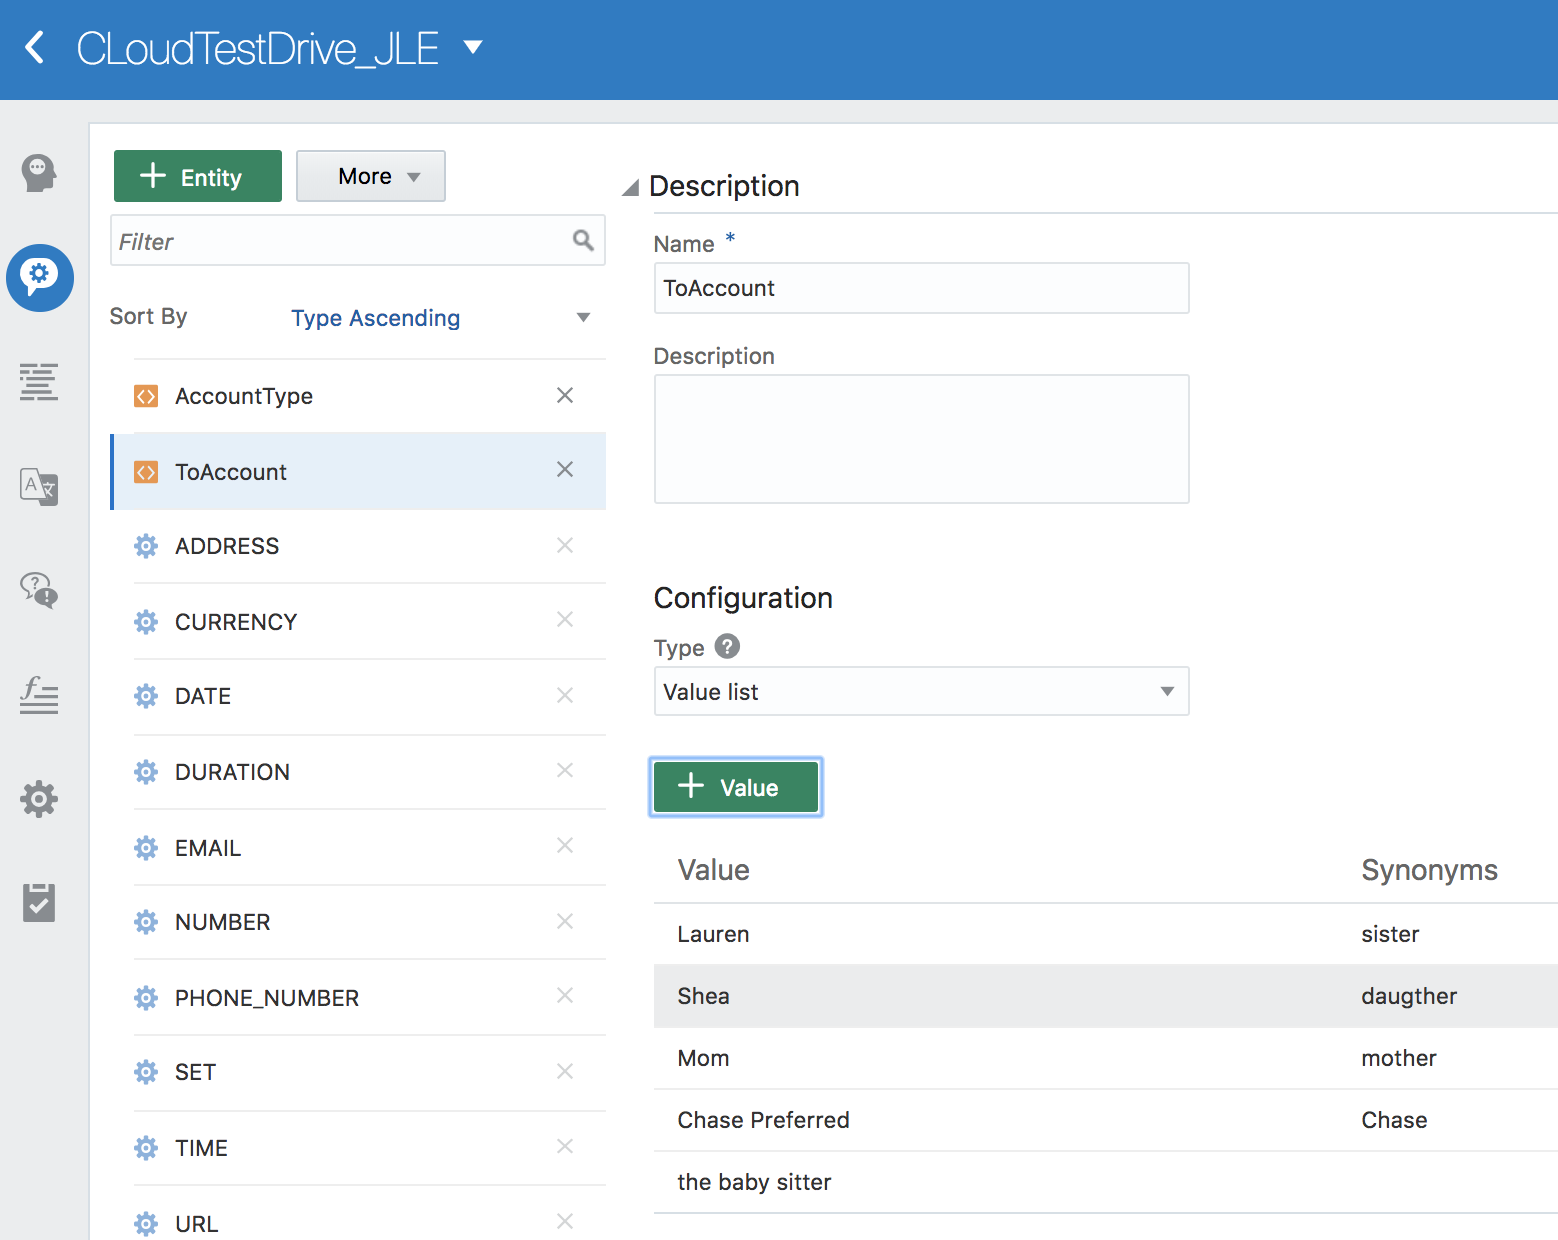 CLoudTestDrive_JLE
Entity
More
Filter
Sort By
Type Ascending
AccountType
ToAccount
ADDRESS
CURRENCY
DATE
DURATION
EMAIL
NUMBER
PHONE_NUMBER
SET
TIME
URL
Description
Name *
ToAccount
Description
Configuration
Type ?
Value list
Value
Value Synonyms
Lauren sister
Shea daugther
Mom mother
Chase Preferred Chase
the baby sitter